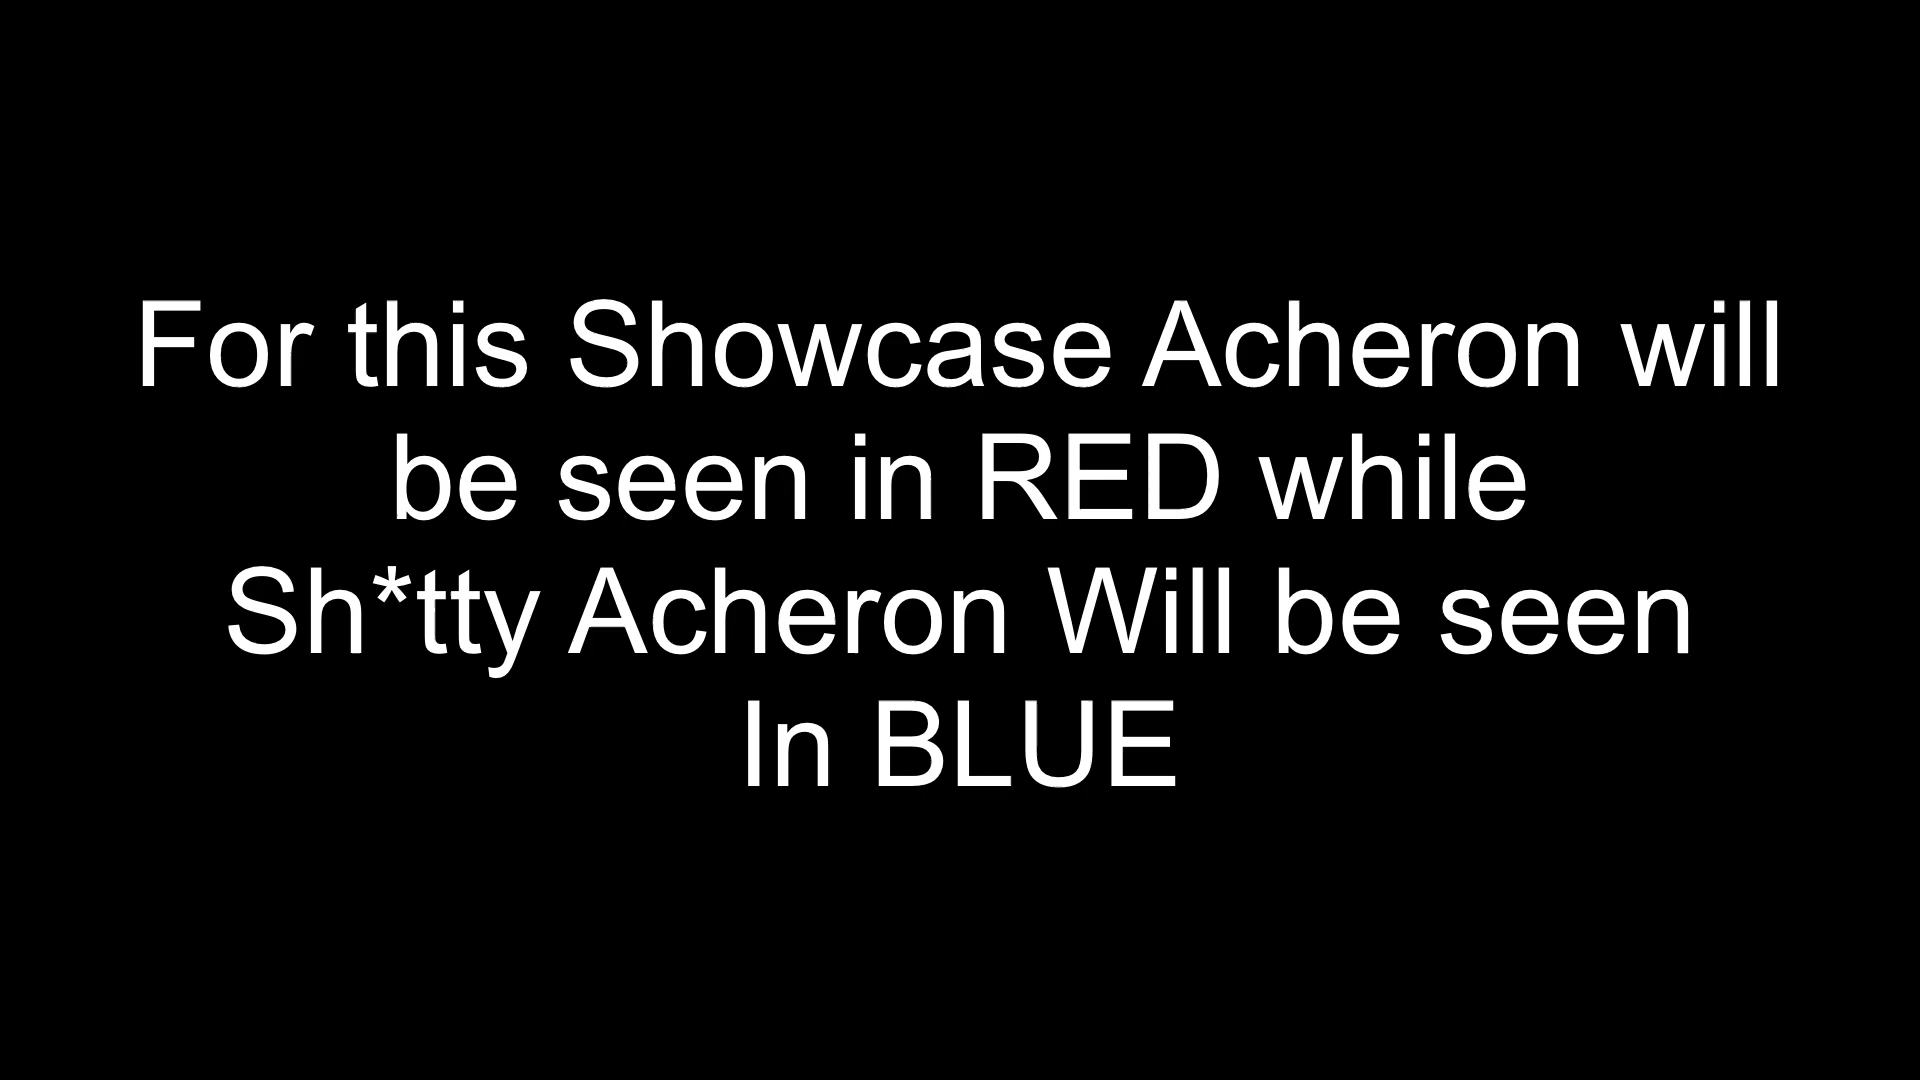 For this Showcase Acheron will
be seen in RED while
Sh*tty Acheron Will be seen
In BLUE